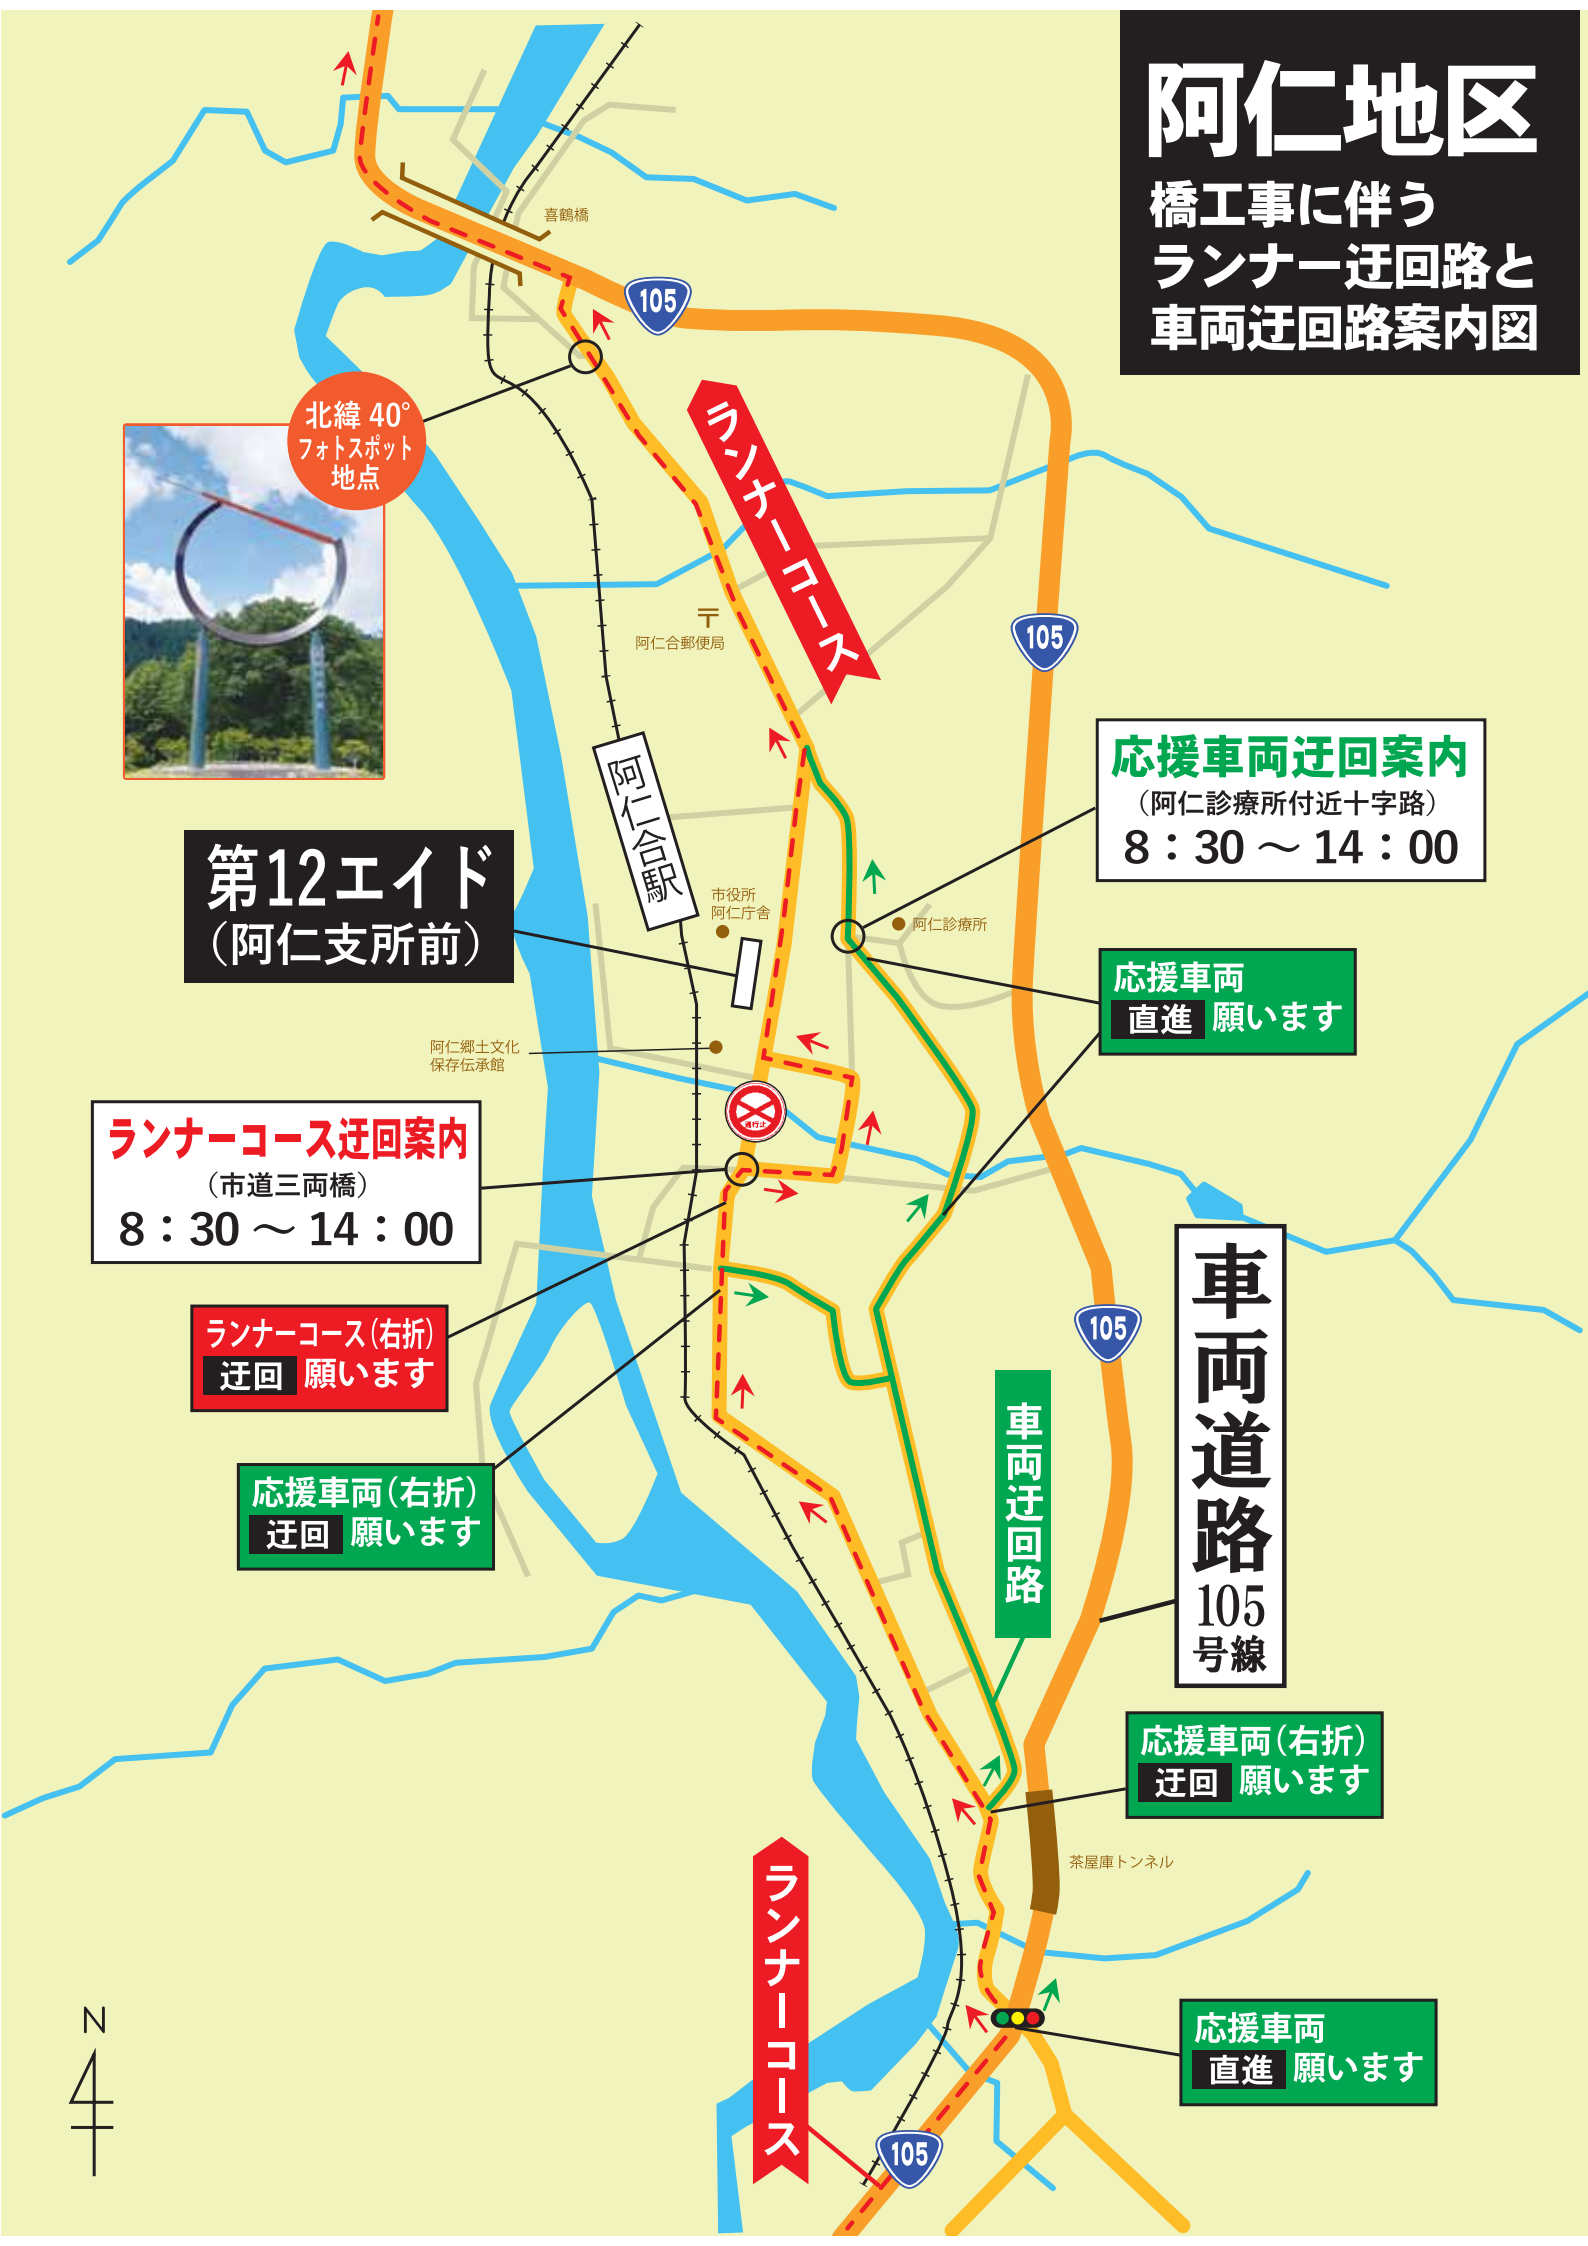 阿仁地区
橋工事に伴う
ランナー迂回路と
車両迂回路案内図
喜鶴橋
105
北緯 40°
フォトスポット
地点
ランナーコース
〒
阿仁合郵便局
105
阿仁合駅
応援車両迂回案内
(阿仁診療所付近十字路)
8：30 ～ 14：00
第12エイド
(阿仁支所前)
市役所
阿仁庁舎
阿仁診療所
応援車両
直進 願います
阿仁郷土文化
保存伝承館
通行止
ランナーコース迂回案内
(市道三両橋)
8：30 ～ 14：00
ランナーコース(右折)
迂回 願います
応援車両(右折)
迂回 願います
105
車両道路
105
号線
車両迂回路
応援車両(右折)
迂回 願います
茶屋庫トンネル
ランナーコース
応援車両
直進 願います
N
105